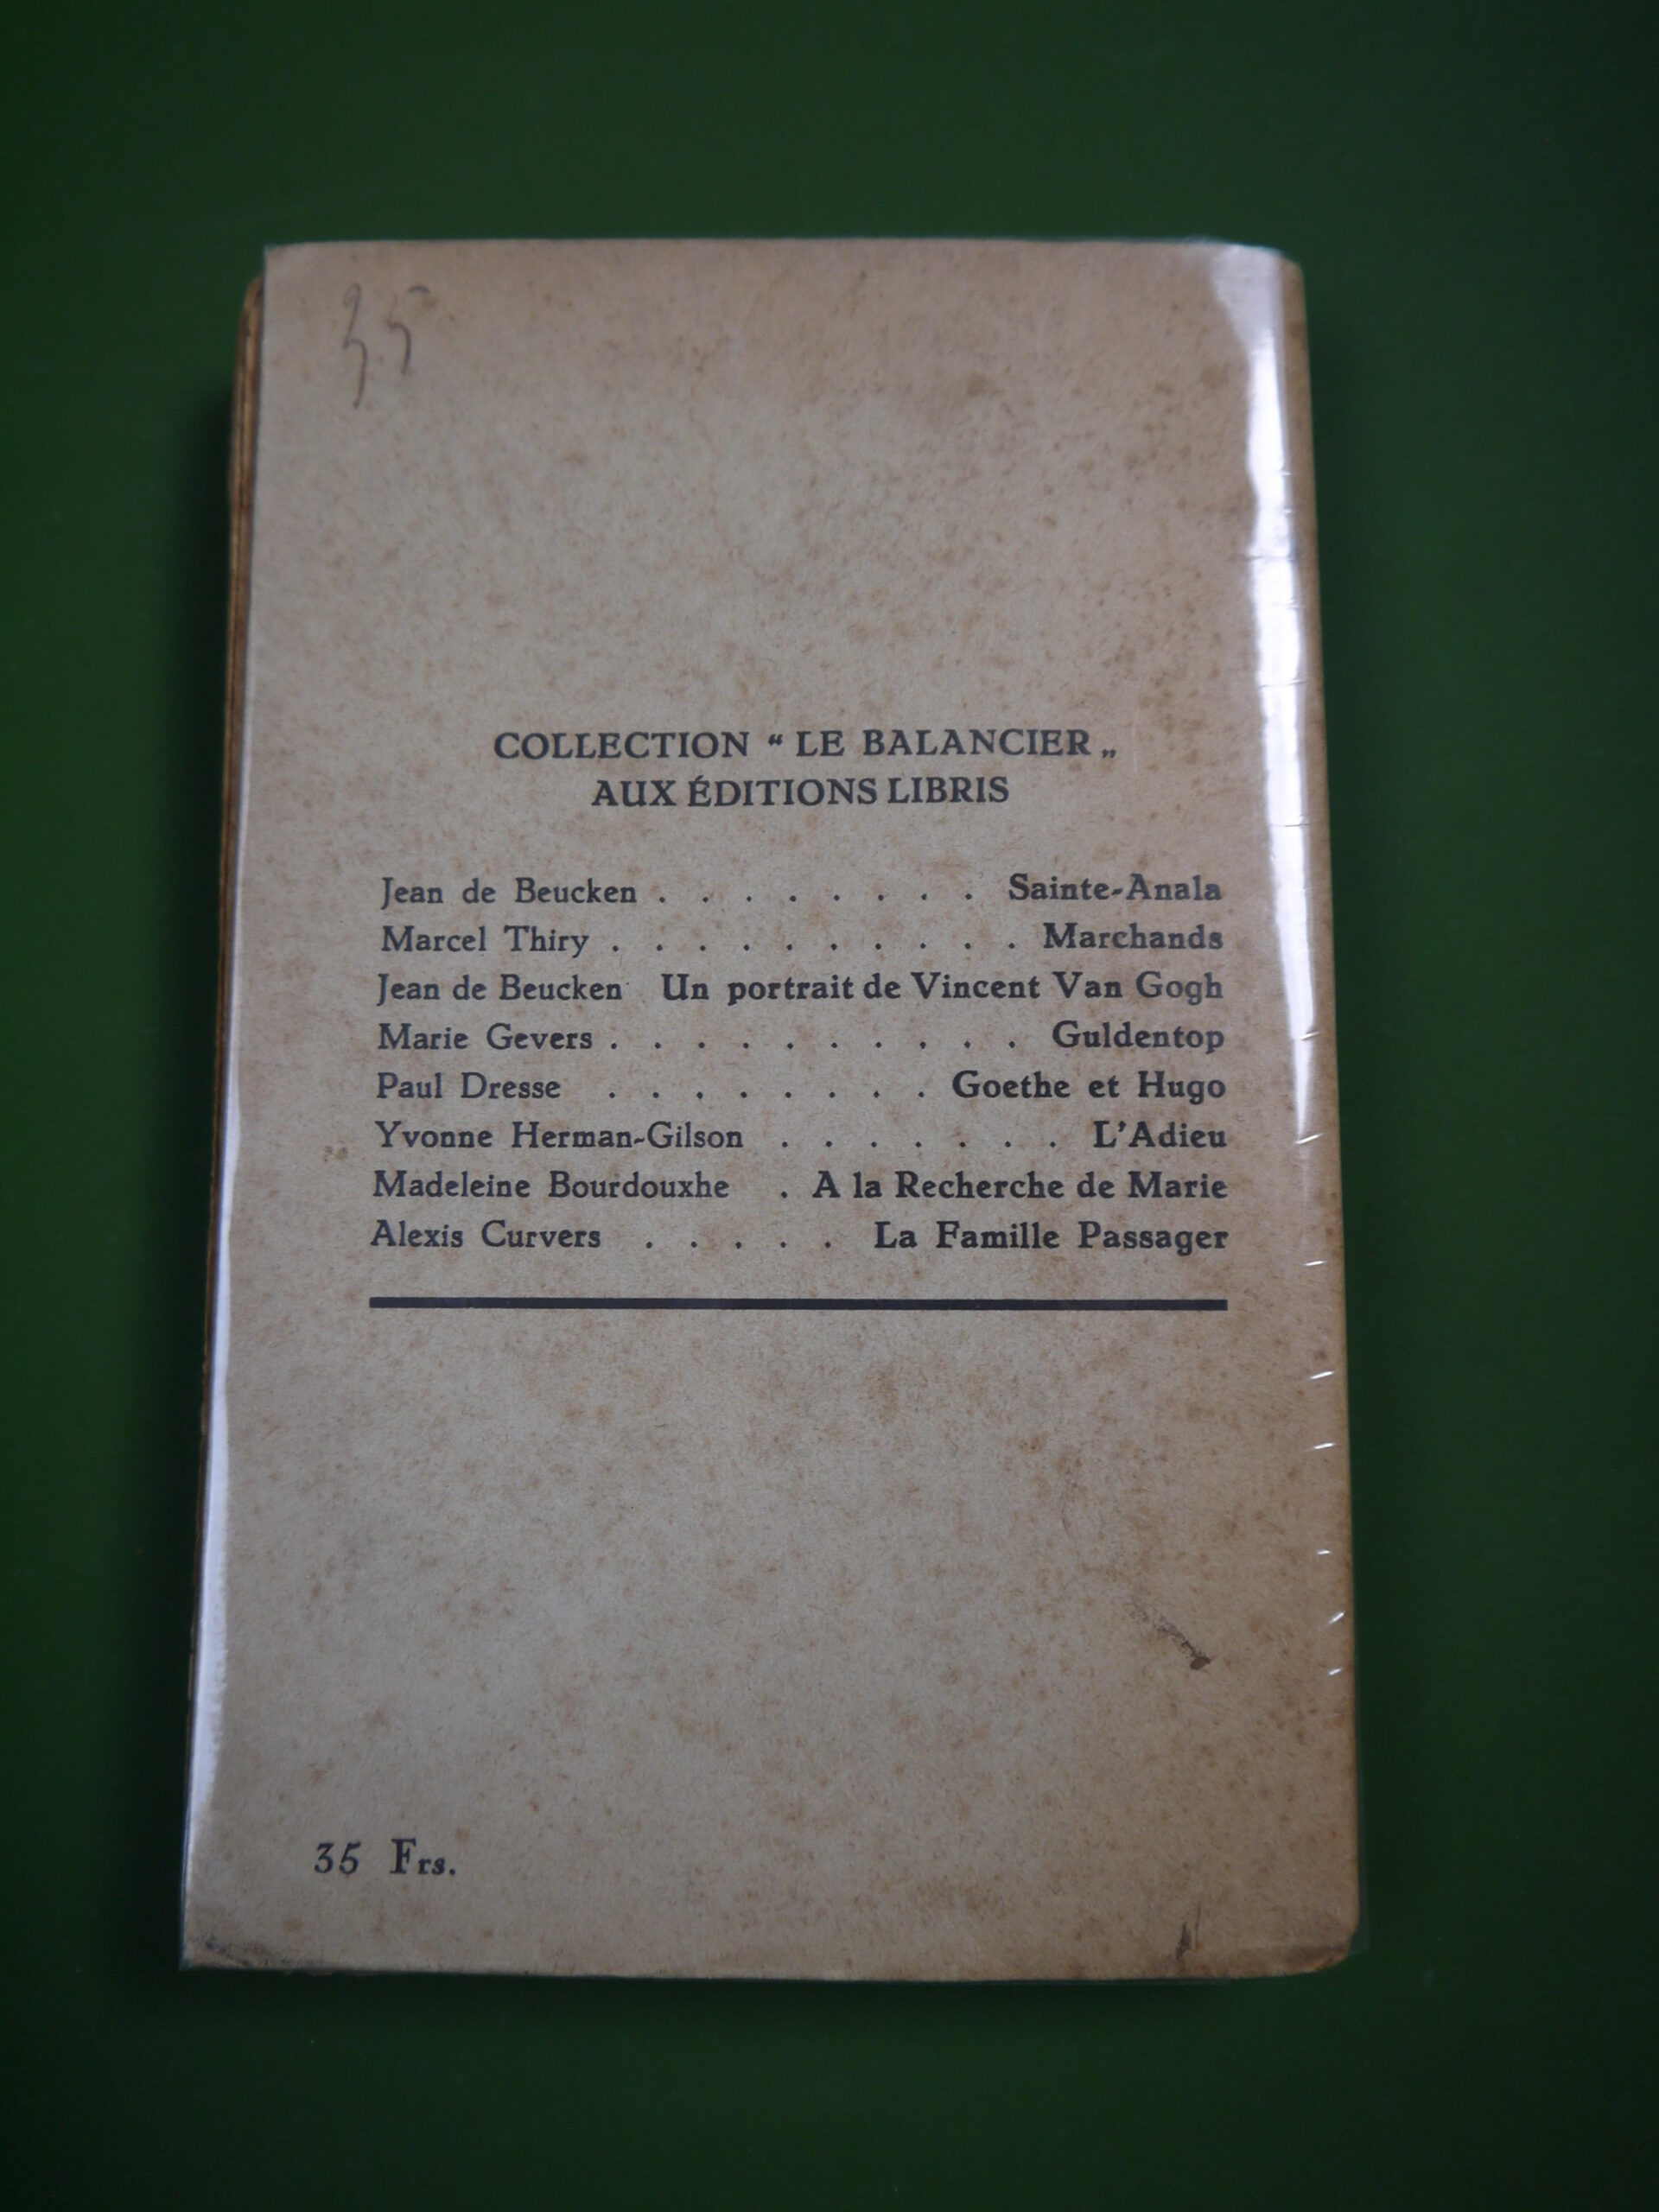 35
COLLECTION “ LE BALANCIER „
AUX ÉDITIONS LIBRIS
Jean de Beucken . . . . . . . . Sainte-Anala
Marcel Thiry . . . . . . . . . . Marchands
Jean de Beucken Un portrait de Vincent Van Gogh
Marie Gevers . . . . . . . . . . Guldentop
Paul Dresse . . . . . . . . Goethe et Hugo
Yvonne Herman-Gilson . . . . . . . L'Adieu
Madeleine Bourdouxhe . A la Recherche de Marie
Alexis Curvers . . . . . La Famille Passager
35 Frs.